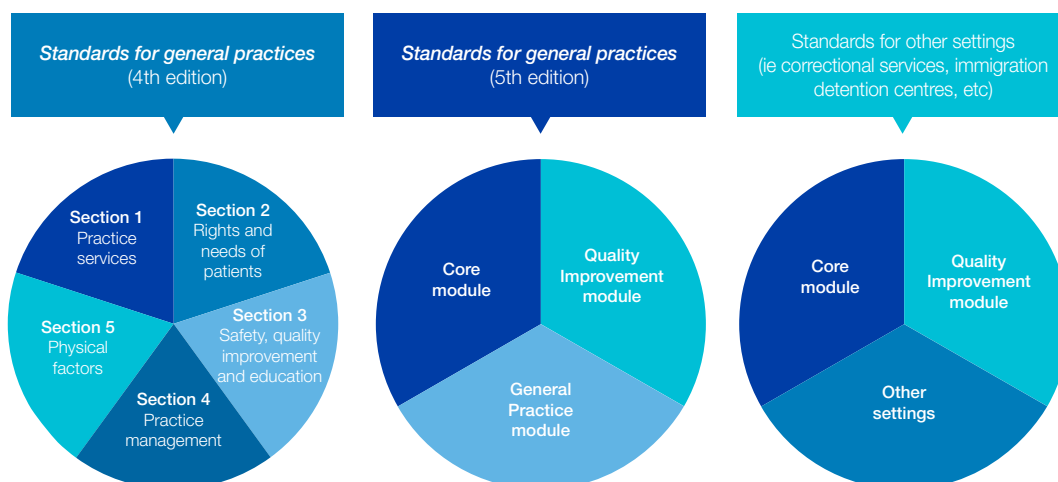 Standards for general practices
(4th edition)
Standards for general practices
(5th edition)
Standards for other settings
(ie correctional services, immigration
detention centres, etc)
Section 1
Practice
services
Section 2
Rights and
needs of
patients
Section 3
Safety, quality
improvement
and education
Section 4
Practice
management
Section 5
Physical
factors
Core
module
Quality
Improvement
module
General
Practice
module
Core
module
Quality
Improvement
module
Other
settings